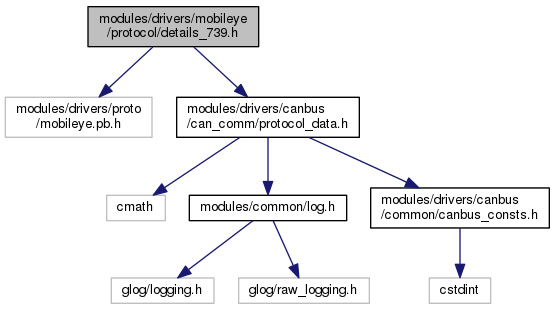 modules/drivers/mobileye
/protocol/details_739.h
modules/drivers/proto
/mobileye.pb.h
modules/drivers/canbus
/can_comm/protocol_data.h
cmath
modules/common/log.h
modules/drivers/canbus
/common/canbus_consts.h
glog/logging.h
glog/raw_logging.h
cstdint